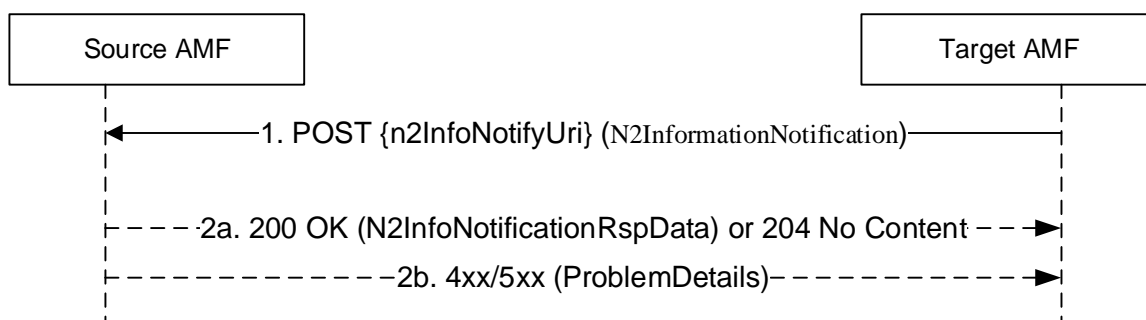 Source AMF
Target AMF
1. POST {n2InfoNotifyUri} (N2InformationNotification)
2a. 200 OK (N2InfoNotificationRspData) or 204 No Content
2b. 4xx/5xx (ProblemDetails)